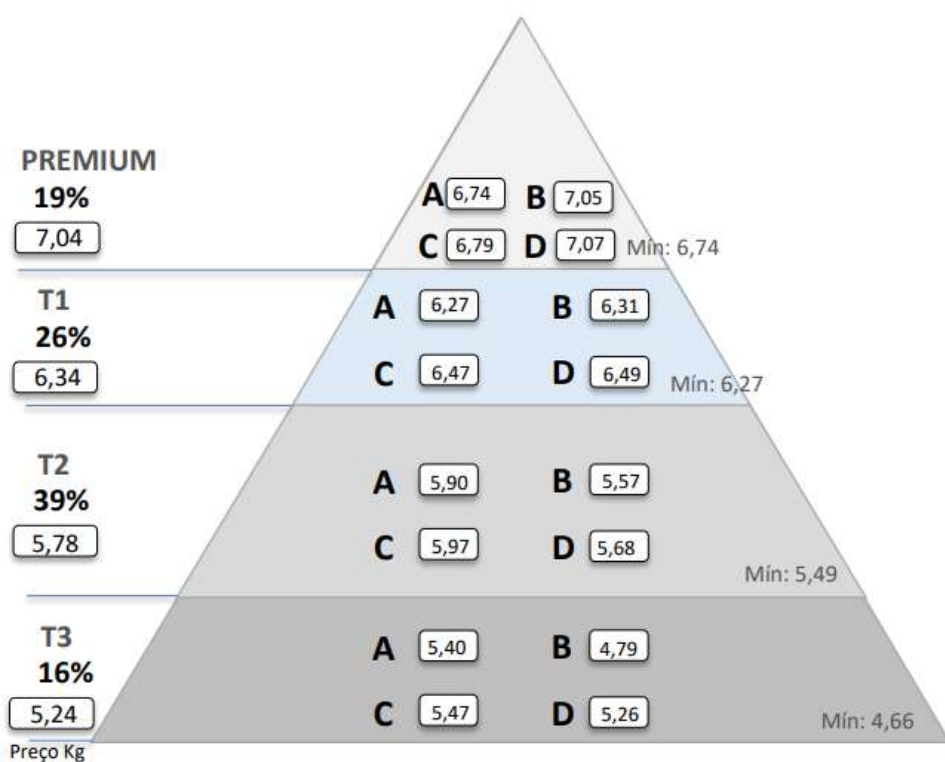 PREMIUM
19%
7,04
A 6,74 B 7,05
C 6,79 D 7,07 Mín: 6,74
T1
26%
6,34
A 6,27 B 6,31
C 6,47 D 6,49 Mín: 6,27
T2
39%
5,78
A 5,90 B 5,57
C 5,97 D 5,68
Mín: 5,49
T3
16%
5,24
A 5,40 B 4,79
C 5,47 D 5,26 Mín: 4,66
Preço Kg